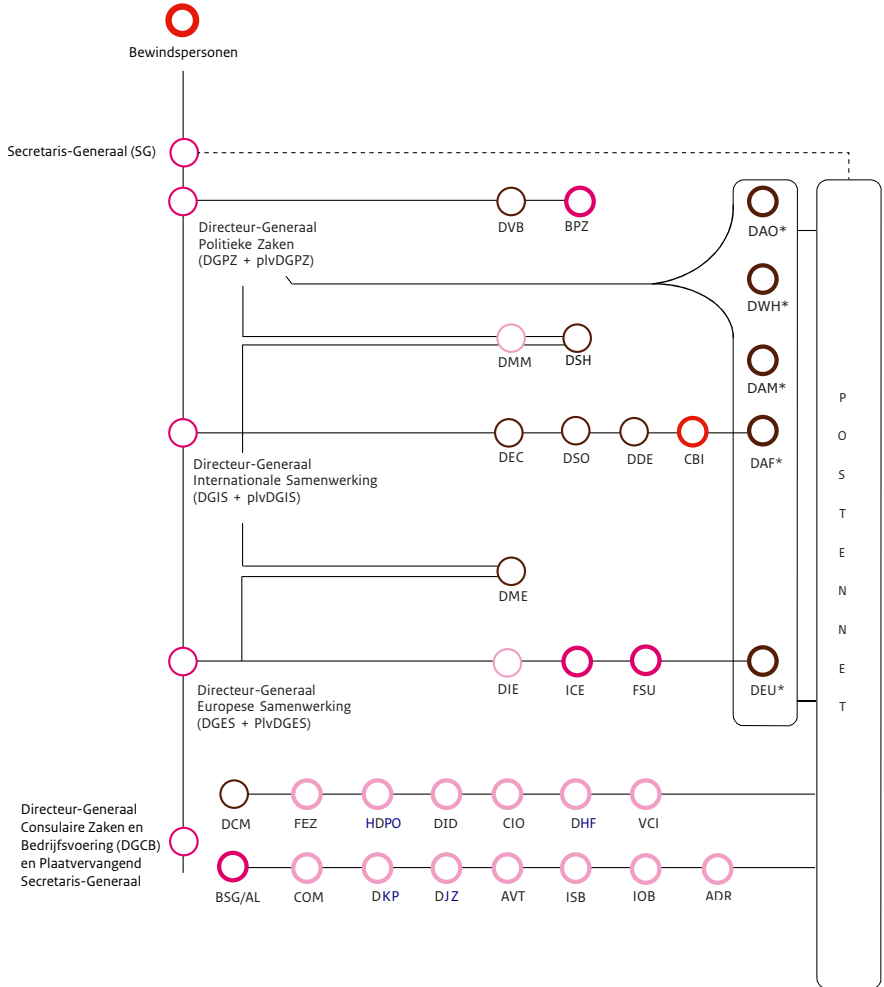 Bewindspersonen
Secretaris-Generaal (SG)
Directeur-Generaal
Politieke Zaken
(DGPZ + plvDGPZ)
DVB
BPZ
DAO*
DWH*
DMM
DSH
DAM*
Directeur-Generaal
Internationale Samenwerking
(DGIS + plvDGIS)
DEC
DSO
DDE
CBI
DAF*
DME
Directeur-Generaal
Europese Samenwerking
(DGES + PlvDGES)
DIE
ICE
FSU
DEU*
P
O
S
T
E
N
N
E
T
Directeur-Generaal
Consulaire Zaken en
Bedrijfsvoering (DGCB)
en Plaatvervangend
Secretaris-Generaal
DCM
FEZ
HDPO
DID
CIO
DHF
VCI
BSG/AL
COM
DKP
DJZ
AVT
ISB
IOB
ADR